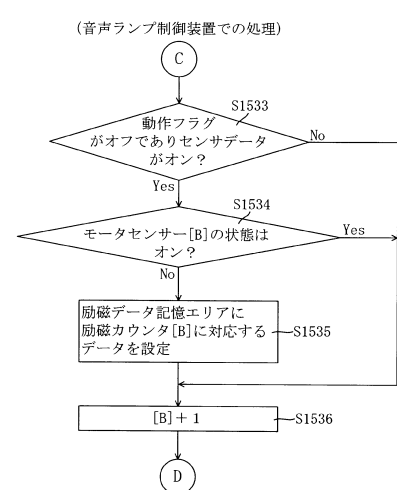 (音声ランプ制御装置での処理)
C
S1533
動作フラグ
がオフでありセンサデータ
がオン？
No
Yes
S1534
モータセンサー[B]の状態は
オン？
Yes
No
励磁データ記憶エリアに
励磁カウンタ[B]に対応する
データを設定
S1535
[B]＋1
S1536
D